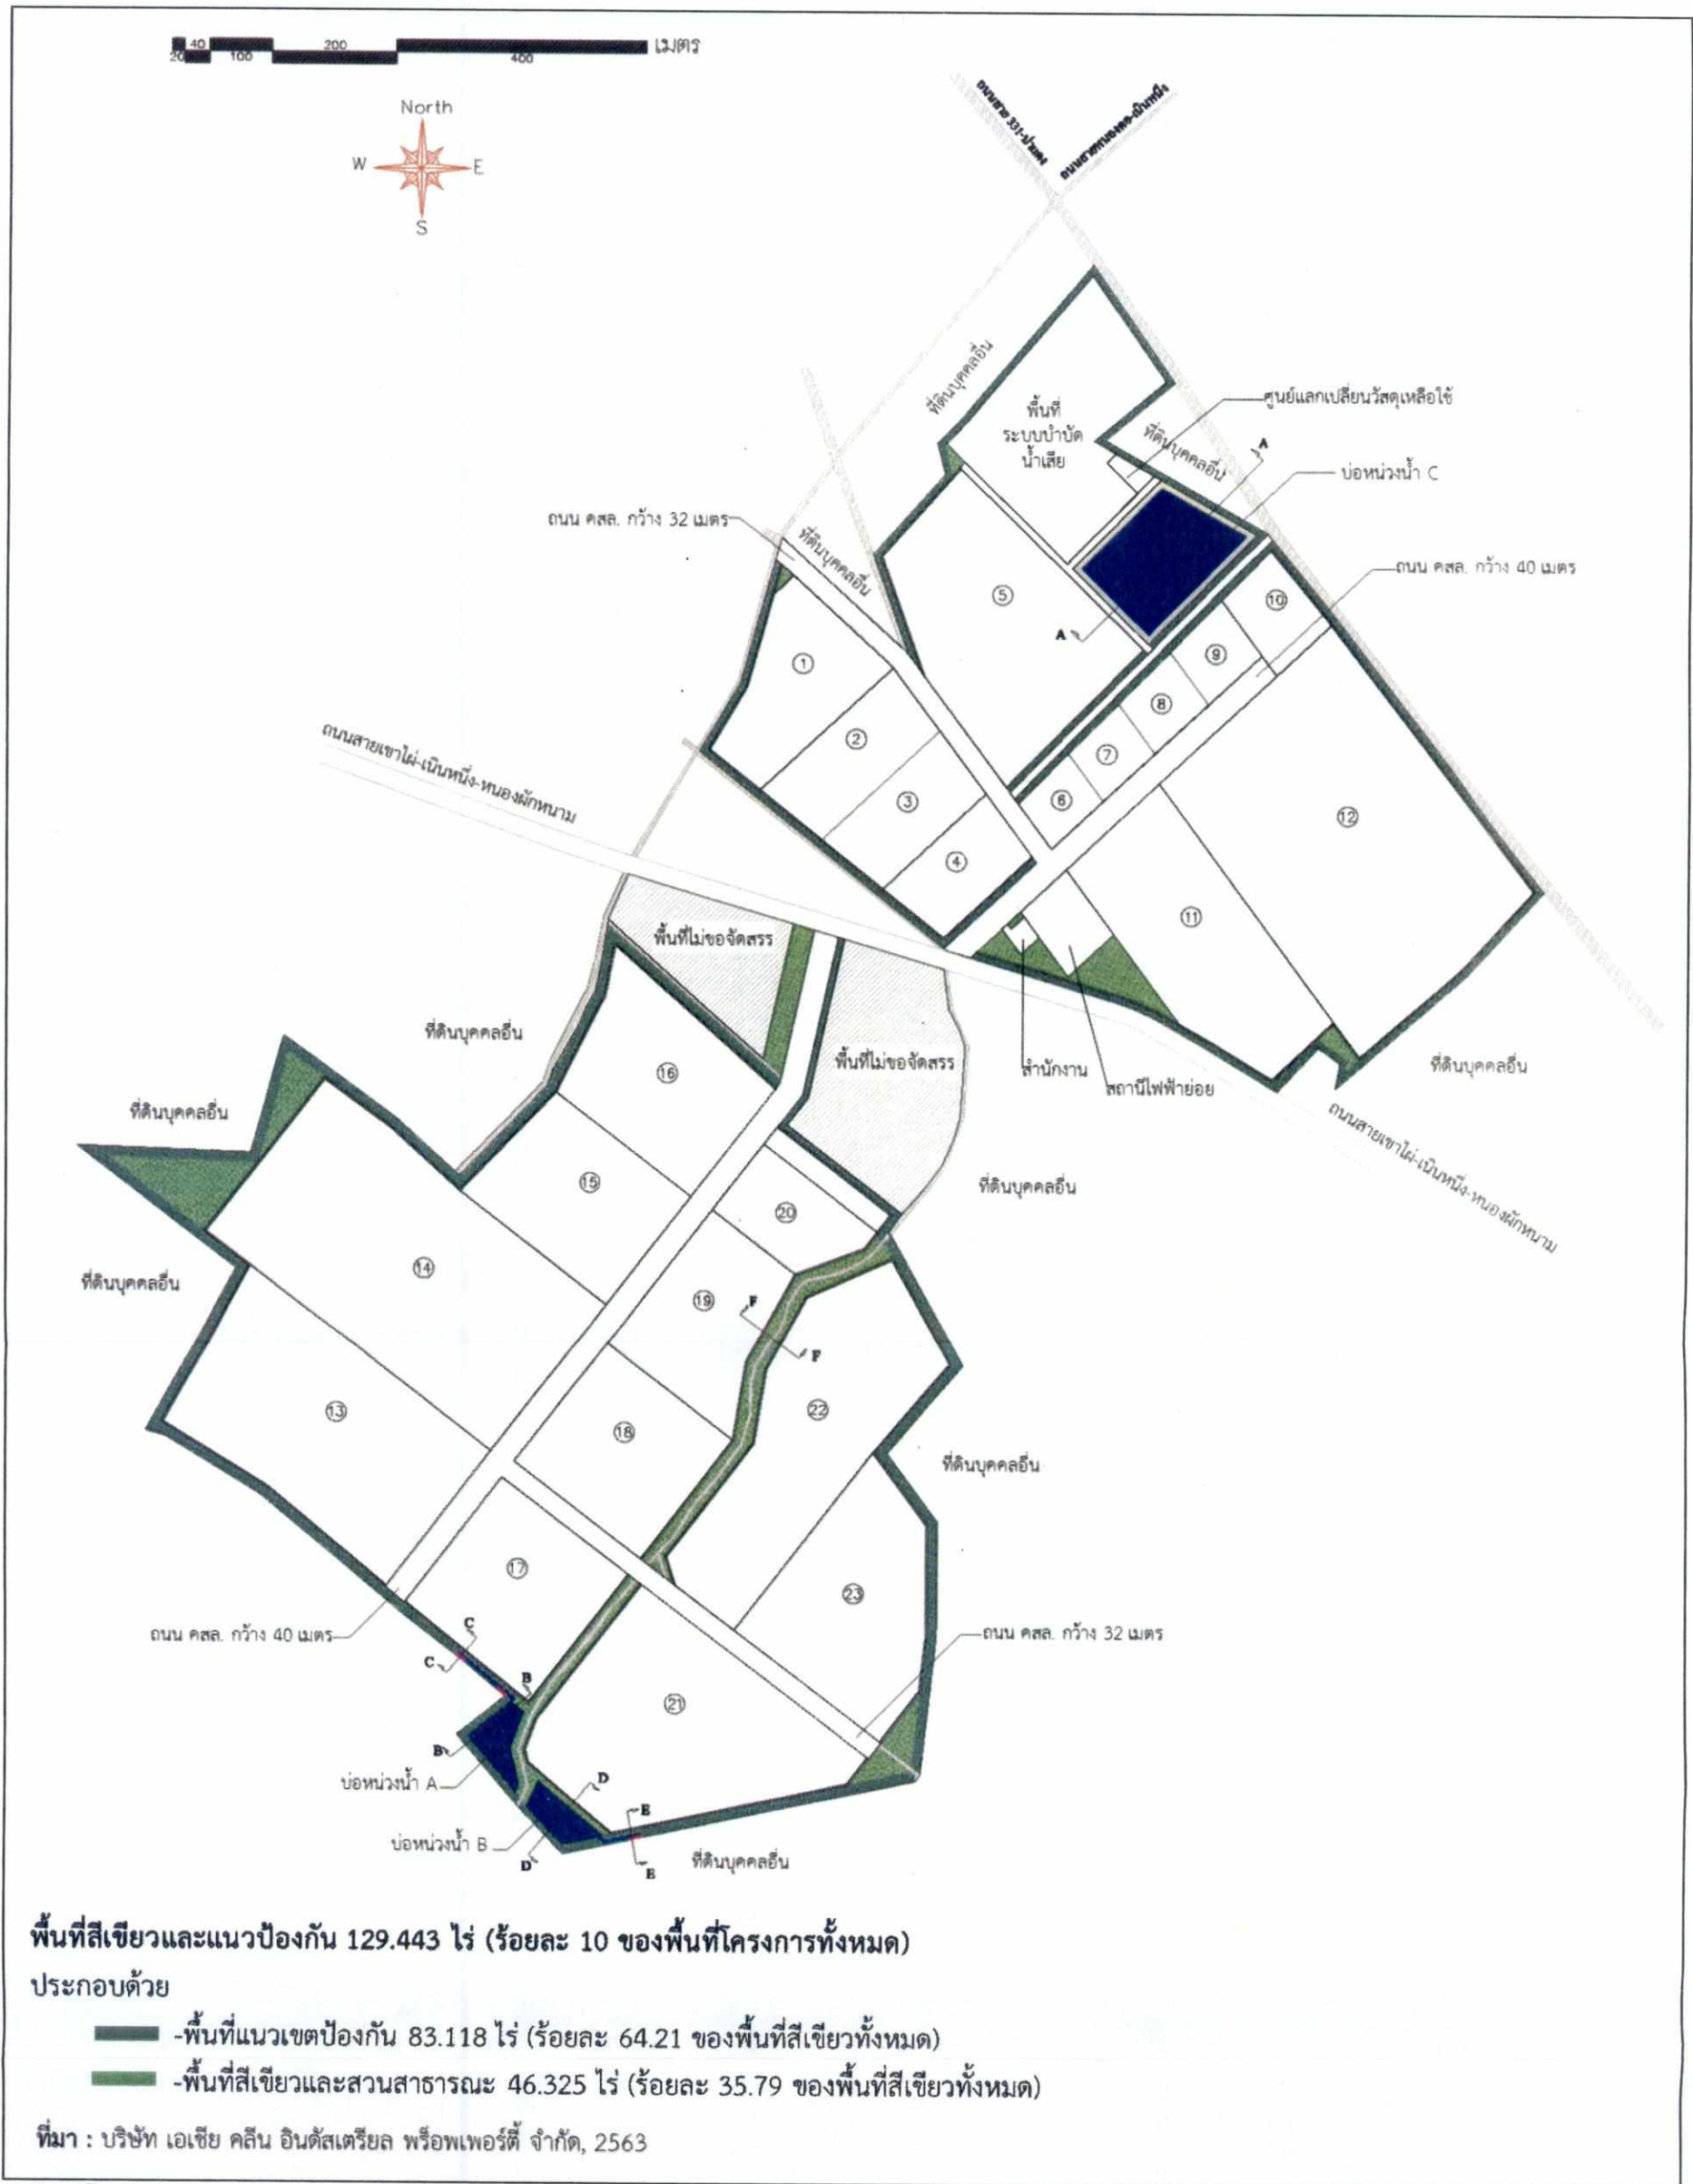 40 200 เมตร
20 100 400
North
W E
S
ถนนสาย 331-ป่าแดง
ที่ดินบุคคลอื่น
ศูนย์แลกเปลี่ยนวัสดุเหลือใช้
พื้นที่
ระบบบำบัด
น้ำเสีย
ที่ดินบุคคลอื่น
A
บ่อหน่วงน้ำ C
ถนน คสล. กว้าง 32 เมตร
ที่ดินบุคคลอื่น
ถนน คสล. กว้าง 40 เมตร
5
10
A
1
9
8
2
7
ถนนสายเขาไผ่-เนินหนึ่ง-หนองผักหนาม
3
6
12
4
11
พื้นที่ไม่ขอจัดสรร
ที่ดินบุคคลอื่น
พื้นที่ไม่ขอจัดสรร
สำนักงาน
สถานีไฟฟ้าย่อย
ที่ดินบุคคลอื่น
16
ที่ดินบุคคลอื่น
ถนนสายเขาไผ่-เนินหนึ่ง-หนองผักหนาม
15
ที่ดินบุคคลอื่น
20
14
ที่ดินบุคคลอื่น
19
F
F
13
22
18
ที่ดินบุคคลอื่น
17
23
ถนน คสล. กว้าง 40 เมตร
C
C
ถนน คสล. กว้าง 32 เมตร
B
21
B
บ่อหน่วงน้ำ A
D
E
บ่อหน่วงน้ำ B
D
E
ที่ดินบุคคลอื่น
พื้นที่สีเขียวและแนวป้องกัน 129.443 ไร่ (ร้อยละ 10 ของพื้นที่โครงการทั้งหมด)
ประกอบด้วย
-พื้นที่แนวเขตป้องกัน 83.118 ไร่ (ร้อยละ 64.21 ของพื้นที่สีเขียวทั้งหมด)
-พื้นที่สีเขียวและสวนสาธารณะ 46.325 ไร่ (ร้อยละ 35.79 ของพื้นที่สีเขียวทั้งหมด)
ที่มา : บริษัท เอเชีย คลีน อินดัสเตรียล พร็อพเพอร์ตี้ จำกัด, 2563